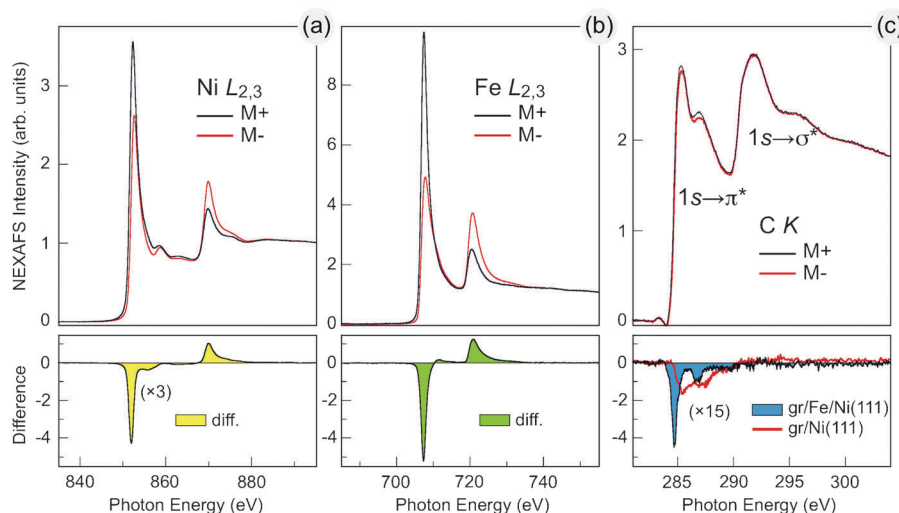 (a)
(b)
(c)
NEXAFS Intensity (arb. units)
3
2
1
0
Ni L2,3
M+
M-
8
6
4
2
0
Fe L2,3
M+
M-
3
2
1
0
1s→π*
1s→σ*
C K
M+
M-
Difference
0
-2
-4
(×3)
diff.
0
-2
-4
diff.
0
-2
-4
(×15)
gr/Fe/Ni(111)
gr/Ni(111)
840
860
880
Photon Energy (eV)
700
720
740
Photon Energy (eV)
285
290
295
300
Photon Energy (eV)